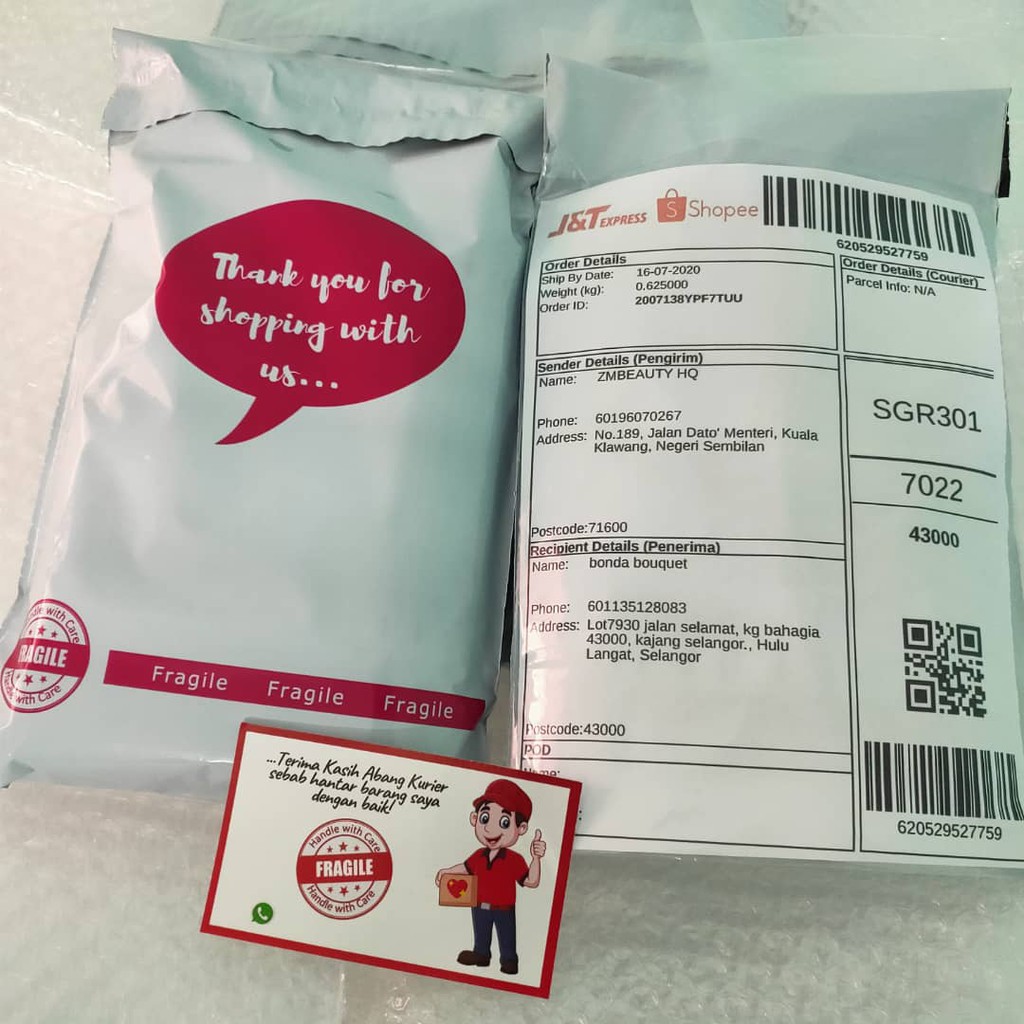 Thank you for
shopping with
us...
Handle with Care
FRAGILE
Handle with Care
Fragile Fragile Fragile
J&T EXPRESS
S Shopee
620529527759
Order Details
Ship By Date: 16-07-2020
Weight (kg): 0.625000
Order ID: 2007138YPF7TUU
Order Details (Courier)
Parcel Info: N/A
Sender Details (Pengirim)
Name: ZMBEAUTY HQ
Phone: 60196070267
Address: No.189, Jalan Dato' Menteri, Kuala
Klawang, Negeri Sembilan
Postcode:71600
SGR301
7022
43000
Recipient Details (Penerima)
Name: bonda bouquet
Phone: 601135128083
Address: Lot7930 jalan selamat, kg bahagia
43000, kajang selangor., Hulu
Langat, Selangor
Postcode:43000
POD
Name:
620529527759
...Terima Kasih Abang Kurier
sebab hantar barang saya
dengan baik!
Handle with Care
FRAGILE
Handle with Care